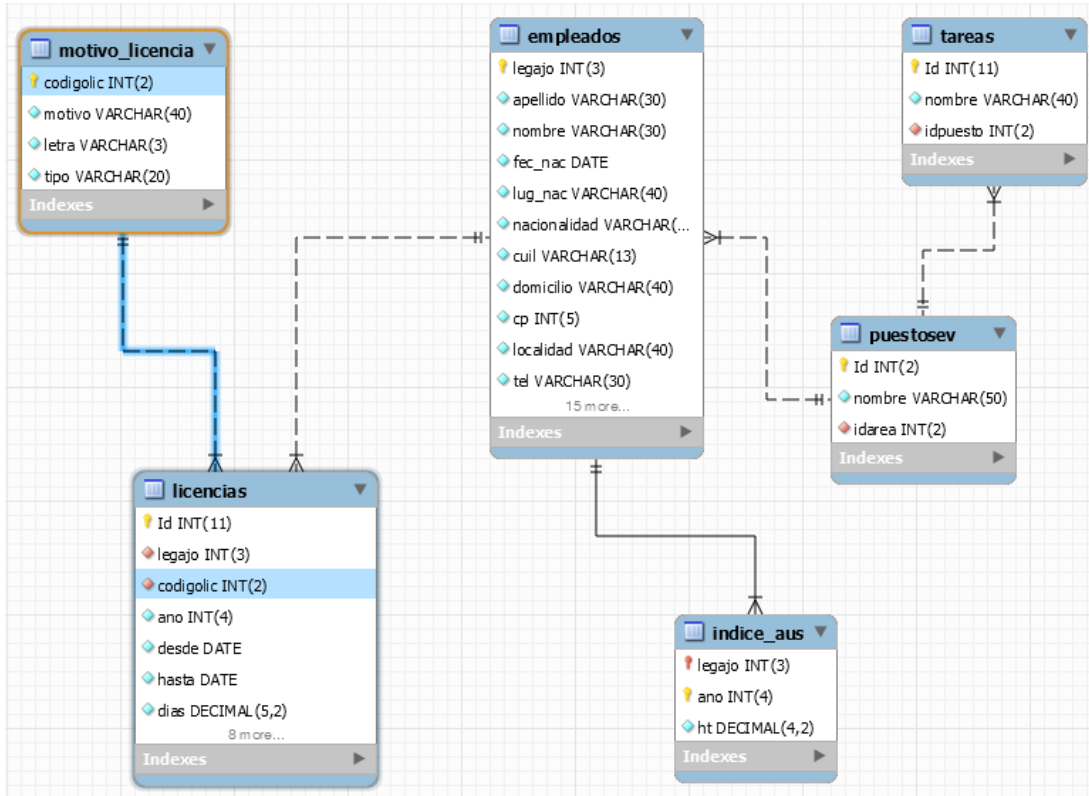 motivo_licencia
codigolic INT(2)
motivo VARCHAR(40)
letra VARCHAR(3)
tipo VARCHAR(20)
Indexes
empleados
legajo INT(3)
apellido VARCHAR(30)
nombre VARCHAR(30)
fec_nac DATE
lug_nac VARCHAR(40)
nacionalidad VARCHAR(...
cuil VARCHAR(13)
domicilio VARCHAR(40)
cp INT(5)
localidad VARCHAR(40)
tel VARCHAR(30)
15 more...
Indexes
tareas
Id INT(11)
nombre VARCHAR(40)
idpuesto INT(2)
Indexes
puestosev
Id INT(2)
nombre VARCHAR(50)
idarea INT(2)
Indexes
licencias
Id INT(11)
legajo INT(3)
codigolic INT(2)
ano INT(4)
desde DATE
hasta DATE
dias DECIMAL(5,2)
8 more...
Indexes
indice_aus
legajo INT(3)
ano INT(4)
ht DECIMAL(4,2)
Indexes